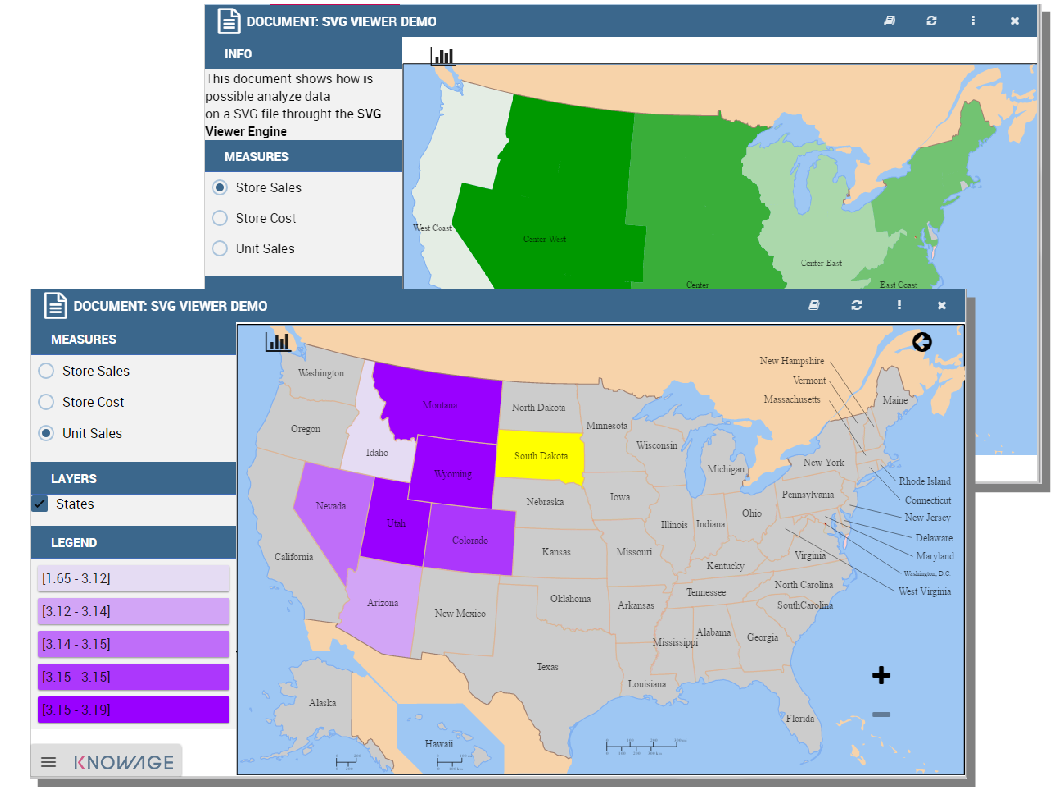 DOCUMENT: SVG VIEWER DEMO
INFO
This document shows how is
possible analyze data
on a SVG file throught the SVG
Viewer Engine
MEASURES
Store Sales
Store Cost
Unit Sales
West Coast
Center West
Center East
Center
East Coast
DOCUMENT: SVG VIEWER DEMO
MEASURES
Store Sales
Store Cost
Unit Sales
LAYERS
States
LEGEND
[1.65 - 3.12]
[3.12 - 3.14]
[3.14 - 3.15]
[3.15 - 3.15]
[3.15 - 3.19]
KNOWAGE
New Hampshire
Vermont
Massachusetts
Maine
Washington
Montana
North Dakota
Minnesota
Oregon
Idaho
South Dakota
Wisconsin
Michigan
New York
Wyoming
Rhode Island
Nevada
Nebraska
Iowa
Pennsylvania
Connecticut
Utah
Colorado
Illinois
Indiana
Ohio
New Jersey
California
Kansas
Missouri
Virginia
Delaware
Kentucky
Maryland
Washington, D.C.
Arizona
New Mexico
Oklahoma
Arkansas
Tennessee
North Carolina
West Virginia
SouthCarolina
Mississippi
Alabama
Georgia
Texas
Louisiana
Alaska
Florida
Hawaii